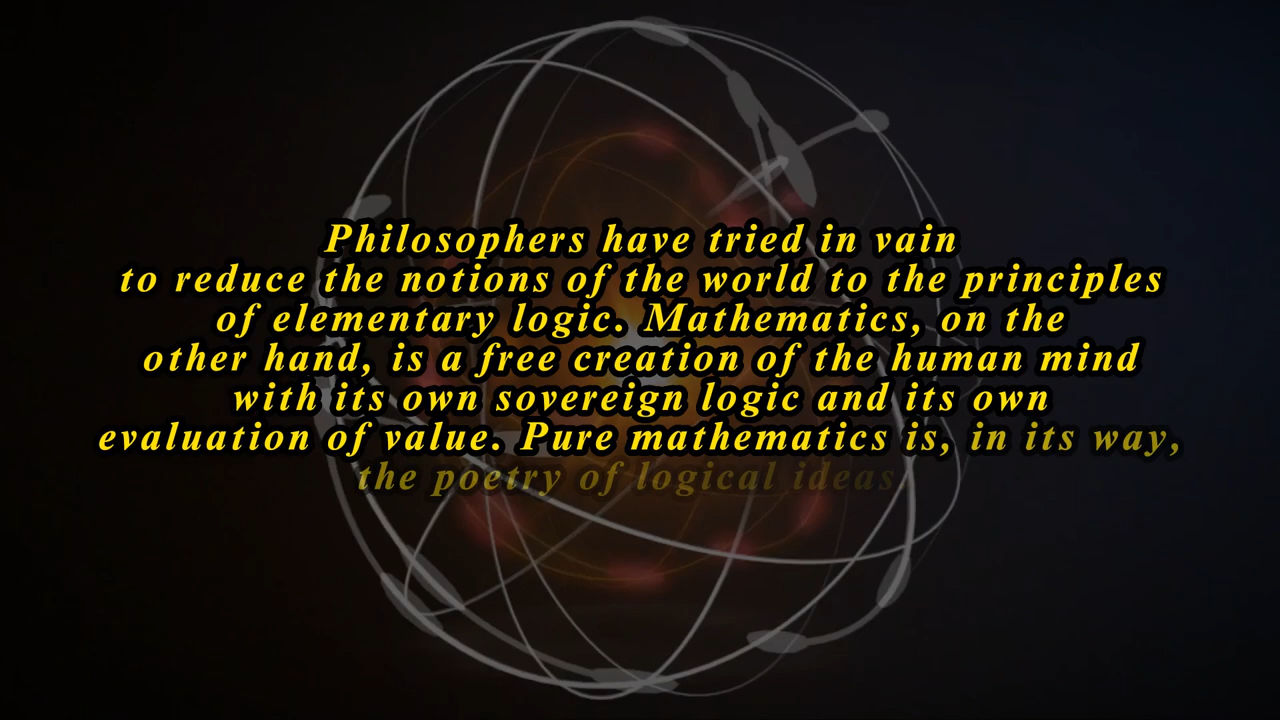 Philosophers have tried in vain
to reduce the notions of the world to the principles
of elementary logic. Mathematics, on the
other hand, is a free creation of the human mind
with its own sovereign logic and its own
evaluation of value. Pure mathematics is, in its way,
the poetry of logical ideas